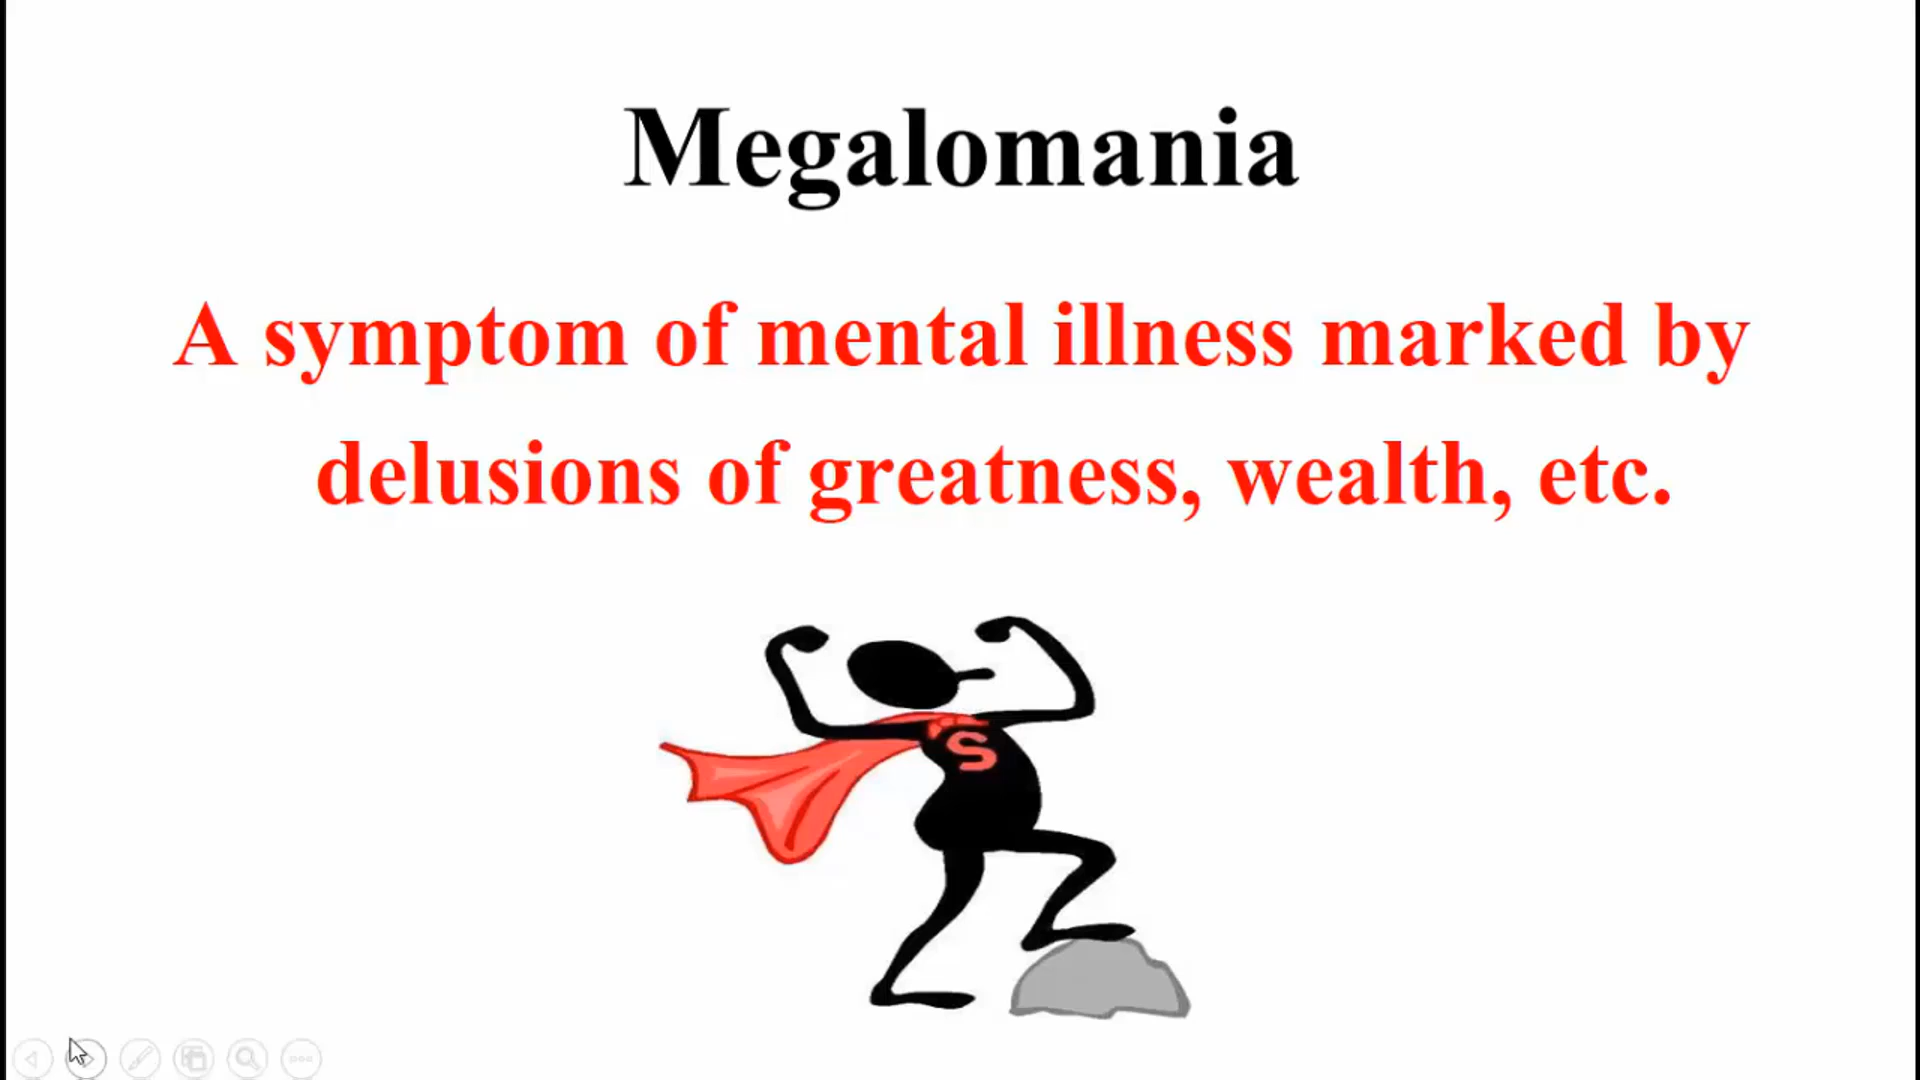 Megalomania
A symptom of mental illness marked by
delusions of greatness, wealth, etc.
S